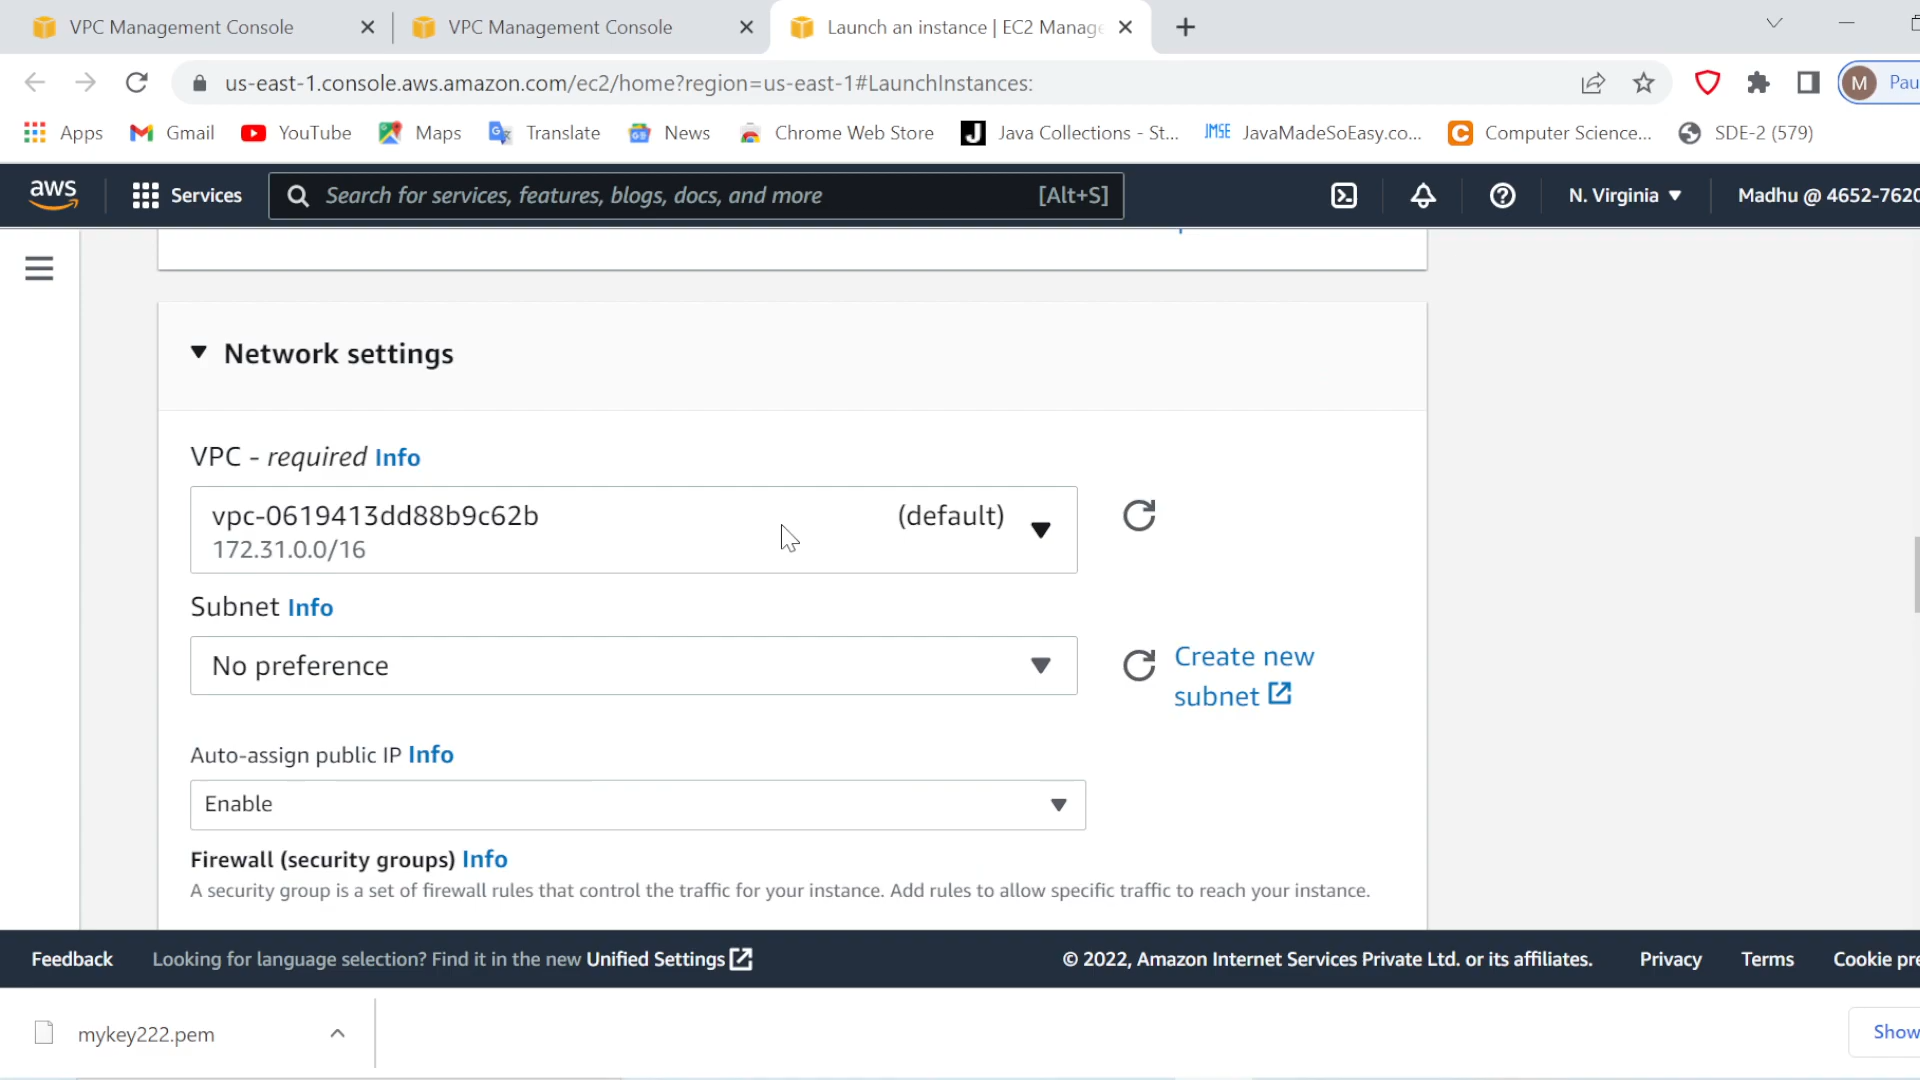 VPC Management Console
VPC Management Console
Launch an instance | EC2 Manage
us-east-1.console.aws.amazon.com/ec2/home?region=us-east-1#LaunchInstances:
M
Pau
Apps
Gmail
YouTube
Maps
Translate
News
Chrome Web Store
J
Java Collections - St...
JMSE
JavaMadeSoEasy.co...
C
Computer Science...
SDE-2 (579)
aws
Services
Search for services, features, blogs, docs, and more
[Alt+S]
N. Virginia
Madhu @ 4652-7620
Network settings
VPC - required Info
vpc-0619413dd88b9c62b
(default)
172.31.0.0/16
Subnet Info
No preference
Create new
subnet
Auto-assign public IP Info
Enable
Firewall (security groups) Info
A security group is a set of firewall rules that control the traffic for your instance. Add rules to allow specific traffic to reach your instance.
Feedback
Looking for language selection? Find it in the new Unified Settings
© 2022, Amazon Internet Services Private Ltd. or its affiliates.
Privacy
Terms
Cookie pre
mykey222.pem
Show